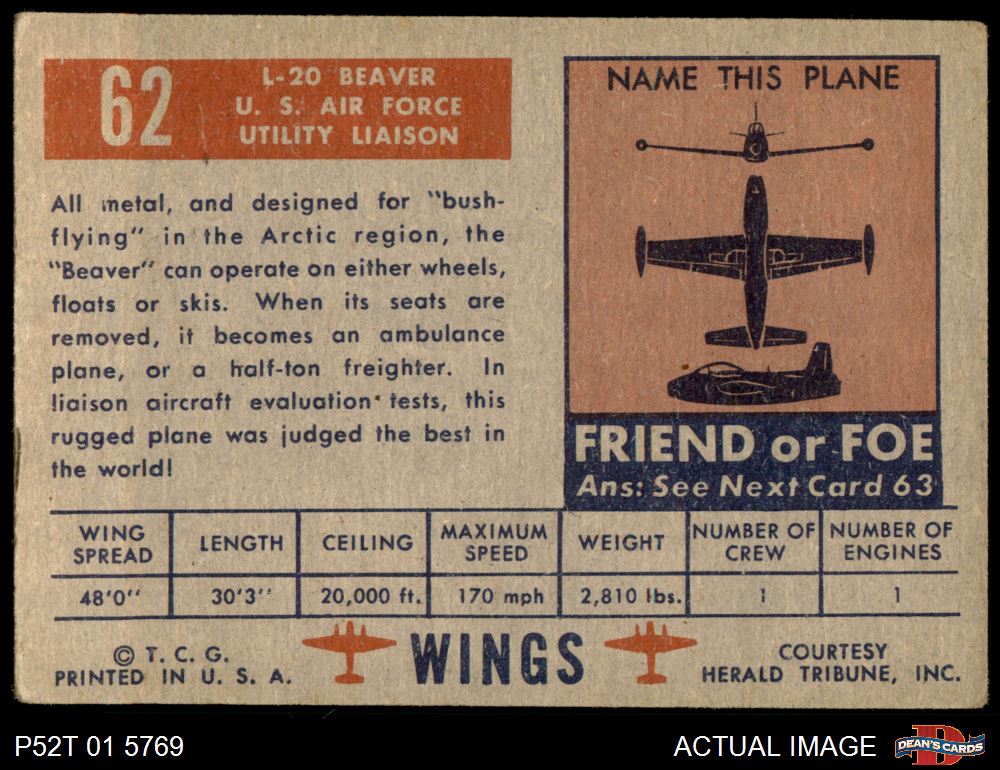 62
L-20 BEAVER
U. S. AIR FORCE
UTILITY LIAISON
All metal, and designed for "bush-
flying" in the Arctic region, the
"Beaver" can operate on either wheels,
floats or skis. When its seats are
removed, it becomes an ambulance
plane, or a half-ton freighter. In
liaison aircraft evaluation tests, this
rugged plane was judged the best in
the world!
NAME THIS PLANE
FRIEND or FOE
Ans: See Next Card 63
WING SPREAD LENGTH CEILING MAXIMUM SPEED WEIGHT NUMBER OF CREW NUMBER OF ENGINES
48'0" 30'3" 20,000 ft. 170 mph 2,810 lbs. 1 1
© T. C. G.
PRINTED IN U. S. A.
WINGS
COURTESY
HERALD TRIBUNE, INC.
P52T 01 5769
ACTUAL IMAGE
D
DEAN'S CARDS